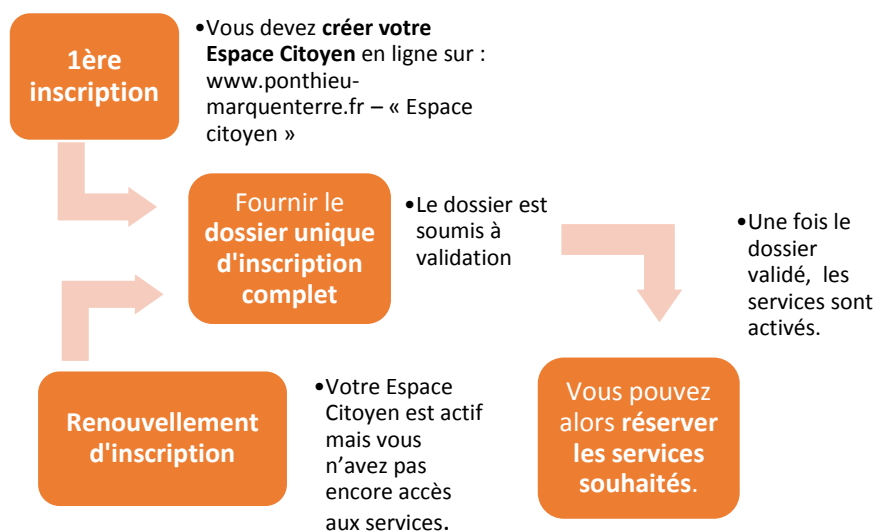 1ère
inscription
•Vous devez créer votre
Espace Citoyen en ligne sur :
www.ponthieu-
marquenterre.fr – « Espace
citoyen »
Fournir le
dossier unique
d'inscription
complet
•Le dossier est
soumis à
validation
•Une fois le
dossier
validé, les
services sont
activés.
Renouvellement
d'inscription
•Votre Espace
Citoyen est actif
mais vous
n’avez pas
encore accès
aux services.
Vous pouvez
alors réserver
les services
souhaités.